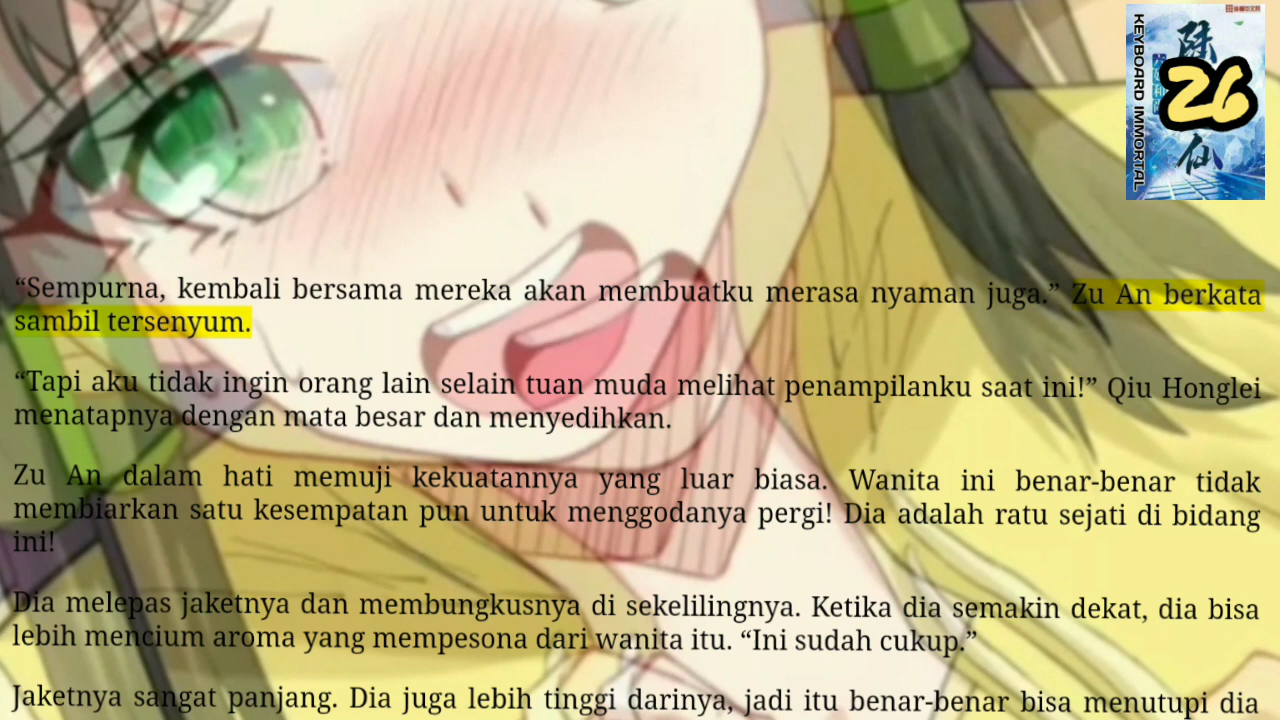 KEYBOARD IMMORTAL
陸
26
仙
“Sempurna, kembali bersama mereka akan membuatku merasa nyaman juga.” Zu An berkata
sambil tersenyum.
“Tapi aku tidak ingin orang lain selain tuan muda melihat penampilanku saat ini!” Qiu Honglei
menatapnya dengan mata besar dan menyedihkan.
Zu An dalam hati memuji kekuatannya yang luar biasa. Wanita ini benar-benar tidak
membiarkan satu kesempatan pun untuk menggodanya pergi! Dia adalah ratu sejati di bidang
ini!
Dia melepas jaketnya dan membungkusnya di sekelilingnya. Ketika dia semakin dekat, dia bisa
lebih mencium aroma yang mempesona dari wanita itu. “Ini sudah cukup.”
Jaketnya sangat panjang. Dia juga lebih tinggi darinya, jadi itu benar-benar bisa menutupi dia